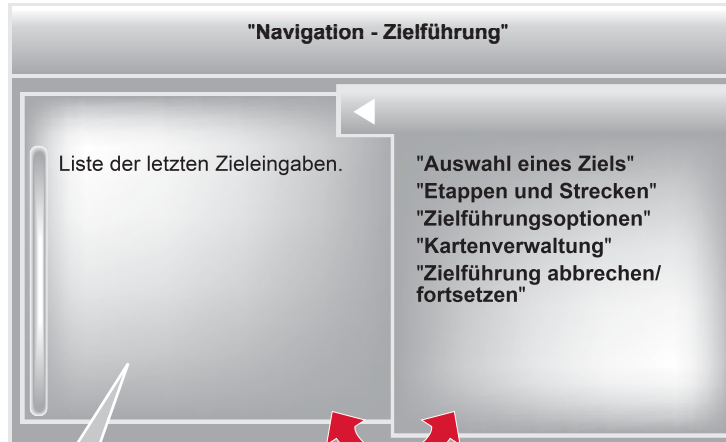 "Navigation - Zielführung"
Liste der letzten Zieleingaben.
"Auswahl eines Ziels"
"Etappen und Strecken"
"Zielführungsoptionen"
"Kartenverwaltung"
"Zielführung abbrechen/
fortsetzen"